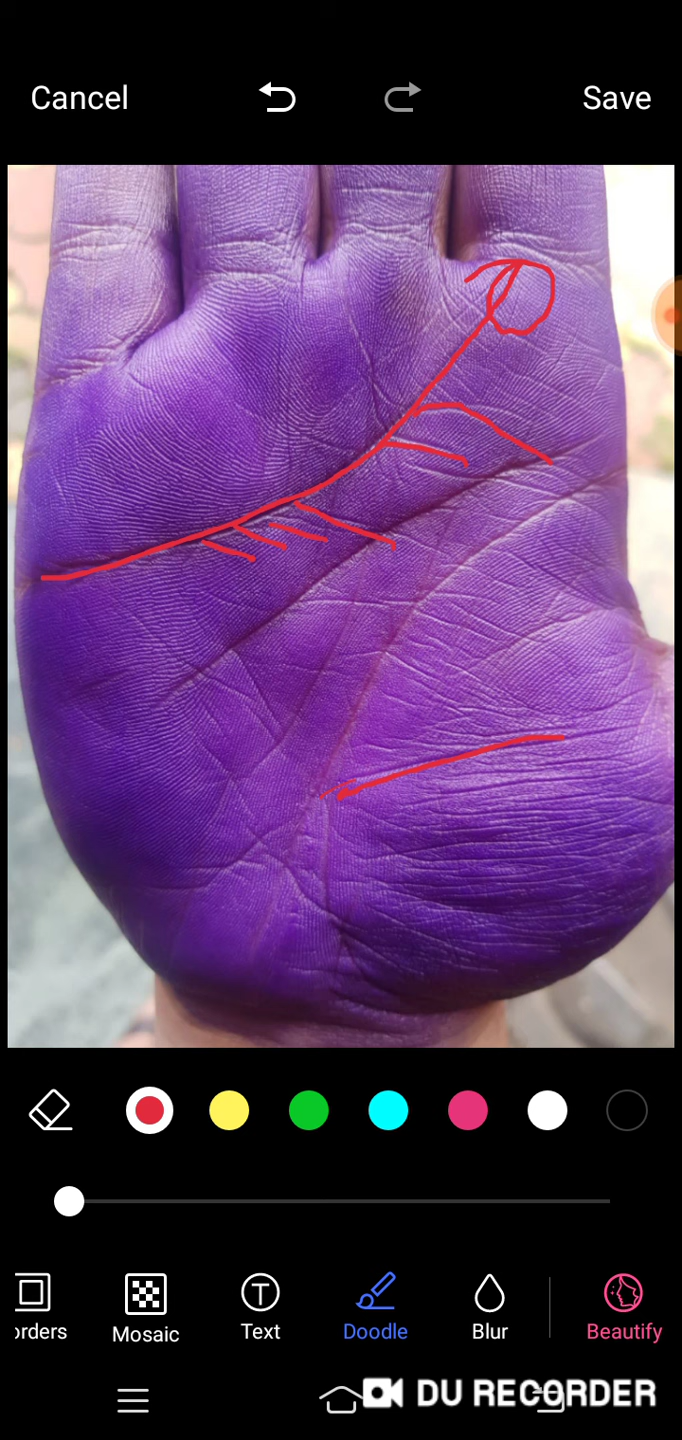 Cancel
Save
orders
Mosaic
Text
Doodle
Blur
Beautify
DU RECORDER